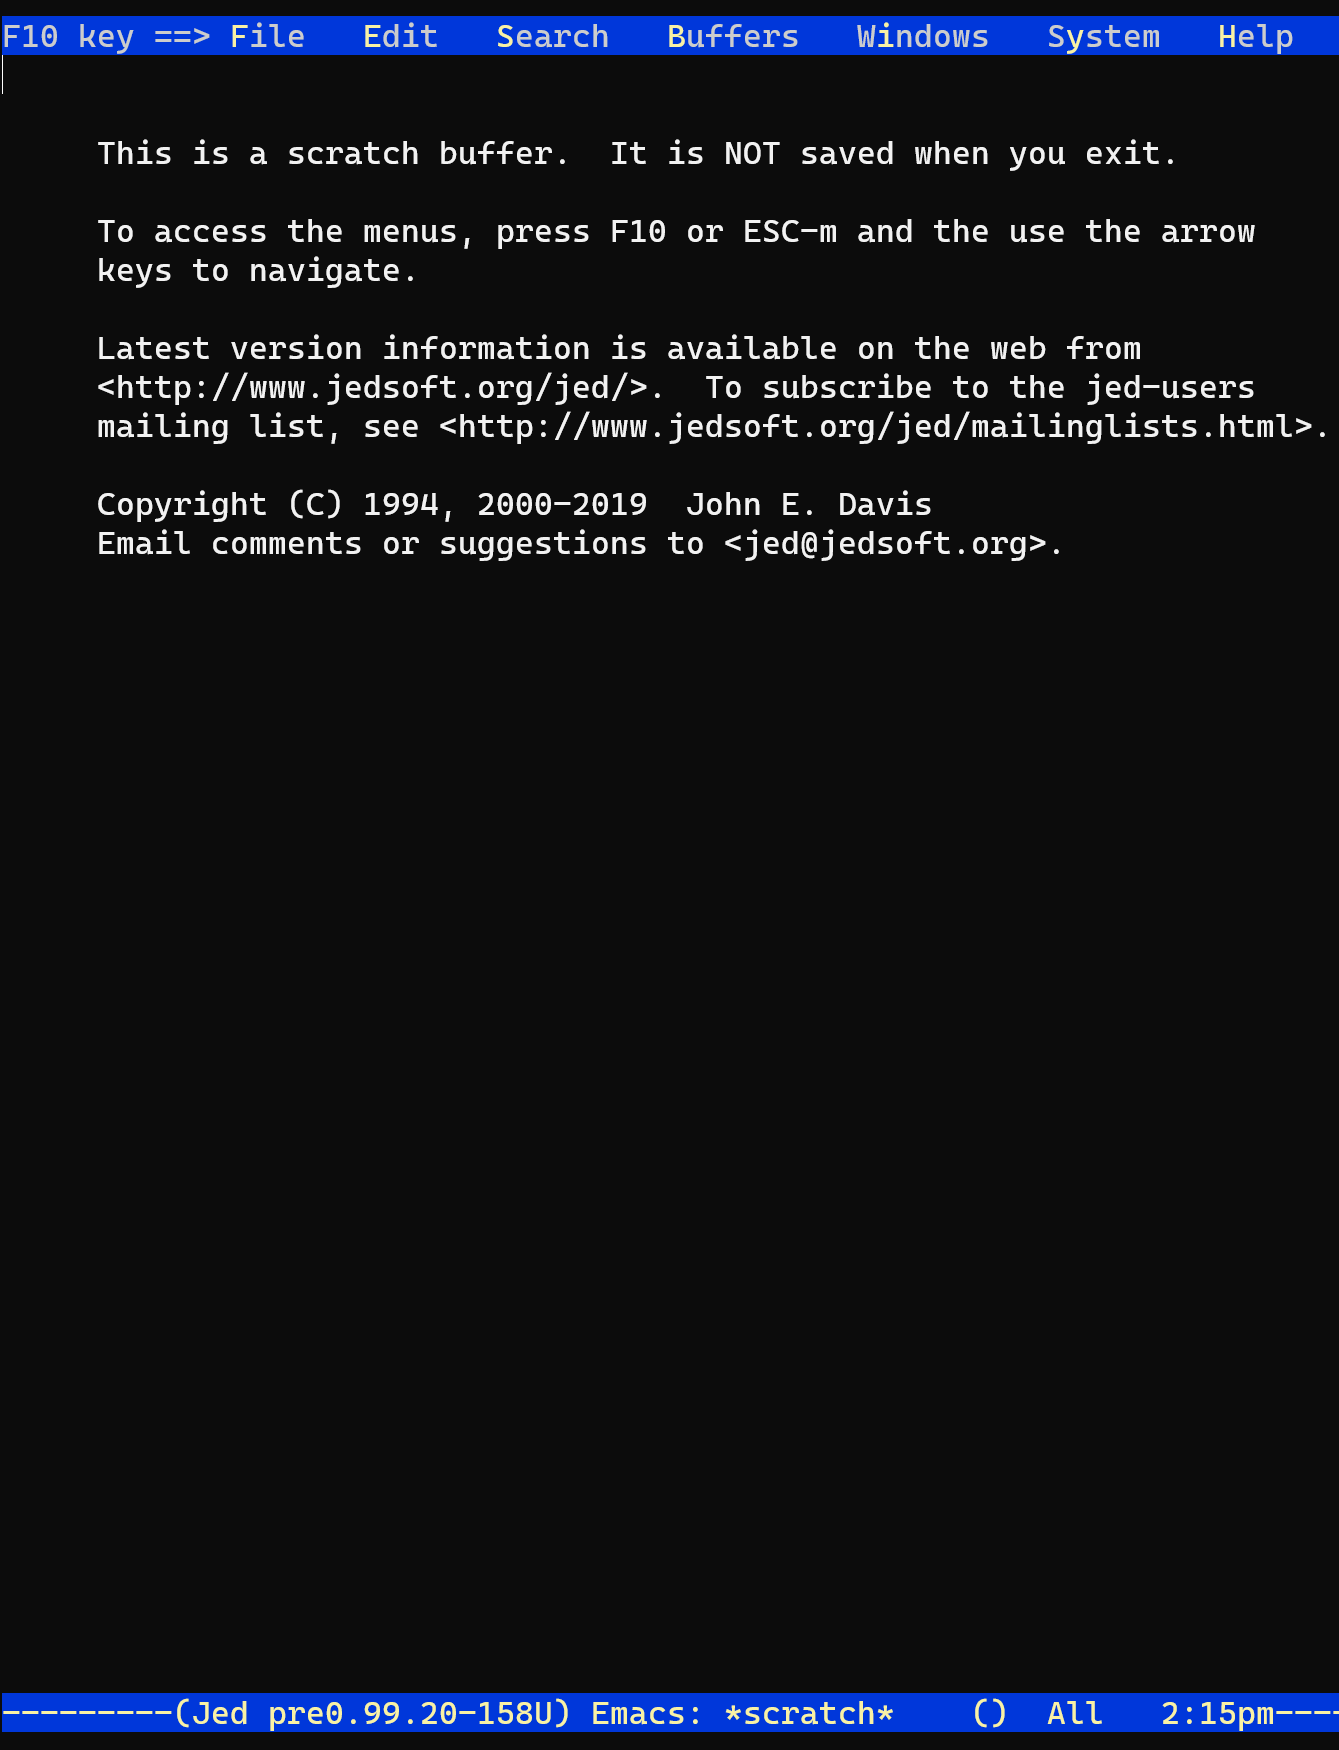 F10 key ==> File   Edit   Search   Buffers   Windows   System   Help
This is a scratch buffer.  It is NOT saved when you exit.
To access the menus, press F10 or ESC-m and the use the arrow
keys to navigate.
Latest version information is available on the web from
<http://www.jedsoft.org/jed/>.  To subscribe to the jed-users
mailing list, see <http://www.jedsoft.org/jed/mailinglists.html>.
Copyright (C) 1994, 2000-2019  John E. Davis
Email comments or suggestions to <jed@jedsoft.org>.
---------(Jed pre0.99.20-158U) Emacs: *scratch*    ()  All   2:15pm----